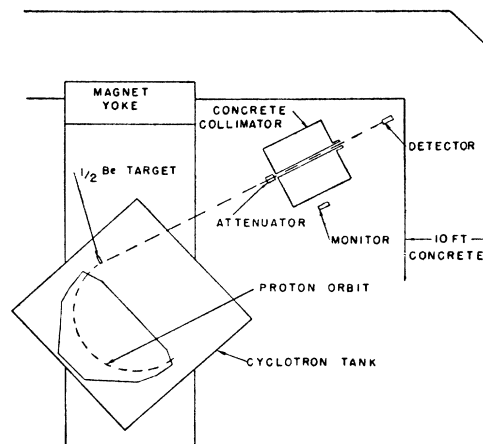 MAGNET
YOKE
CONCRETE
COLLIMATOR
DETECTOR
1/2 Be TARGET
ATTENUATOR
MONITOR
10 FT
CONCRETE
PROTON ORBIT
CYCLOTRON TANK